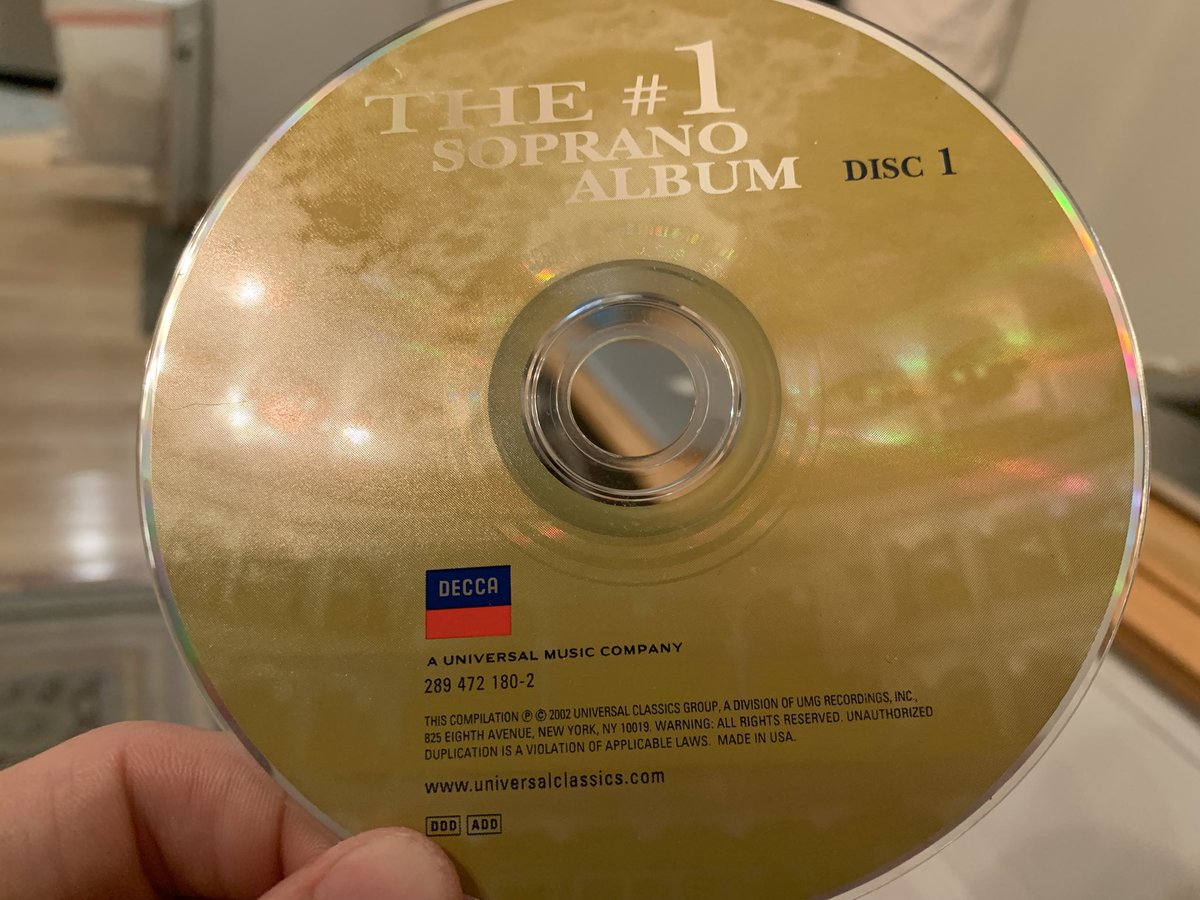 THE #1
SOPRANO
ALBUM
DISC 1
DECCA
A UNIVERSAL MUSIC COMPANY
289 472 180-2
THIS COMPILATION ℗ © 2002 UNIVERSAL CLASSICS GROUP, A DIVISION OF UMG RECORDINGS, INC.,
825 EIGHTH AVENUE, NEW YORK, NY 10019. WARNING: ALL RIGHTS RESERVED. UNAUTHORIZED
DUPLICATION IS A VIOLATION OF APPLICABLE LAWS. MADE IN USA.
www.universalclassics.com
DDD ADD